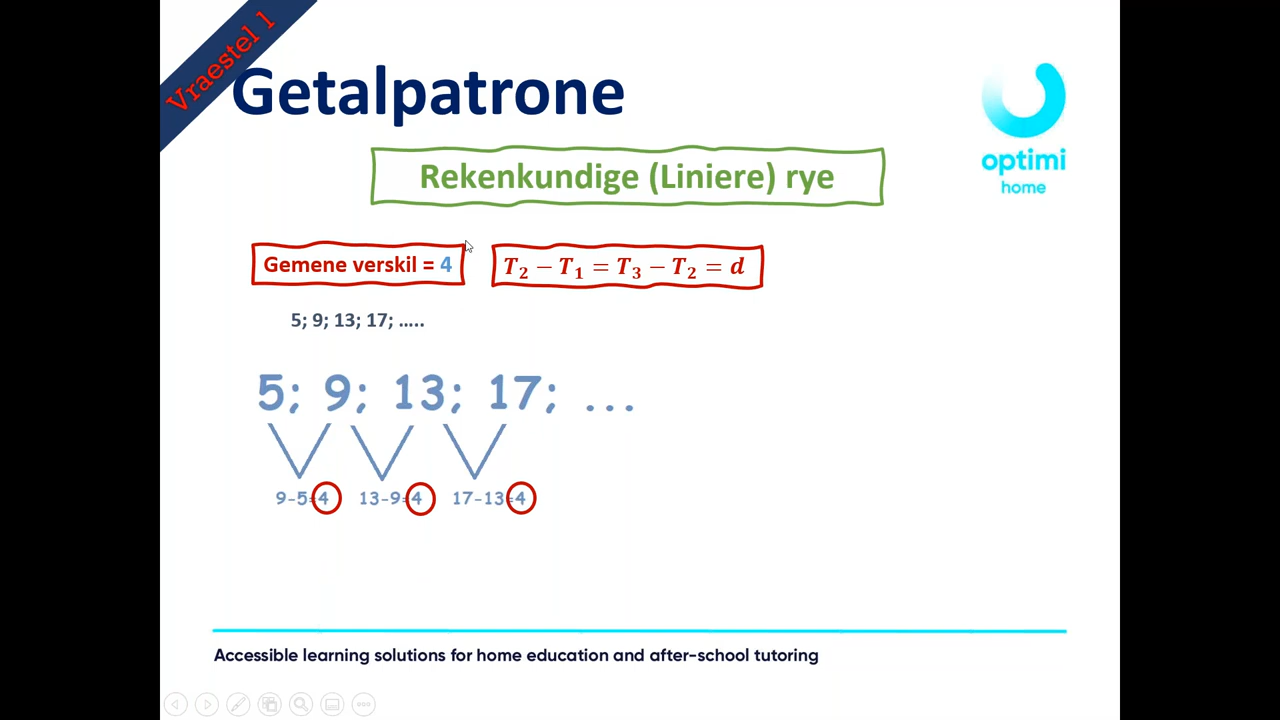 Vraestel 1
Getalpatrone
optimi
home
Rekenkundige (Liniere) rye
Gemene verskil = 4
T₂ − T₁ = T₃ − T₂ = d
5; 9; 13; 17; .....
5; 9; 13; 17; ...
9-5=4 13-9=4 17-13=4
Accessible learning solutions for home education and after-school tutoring